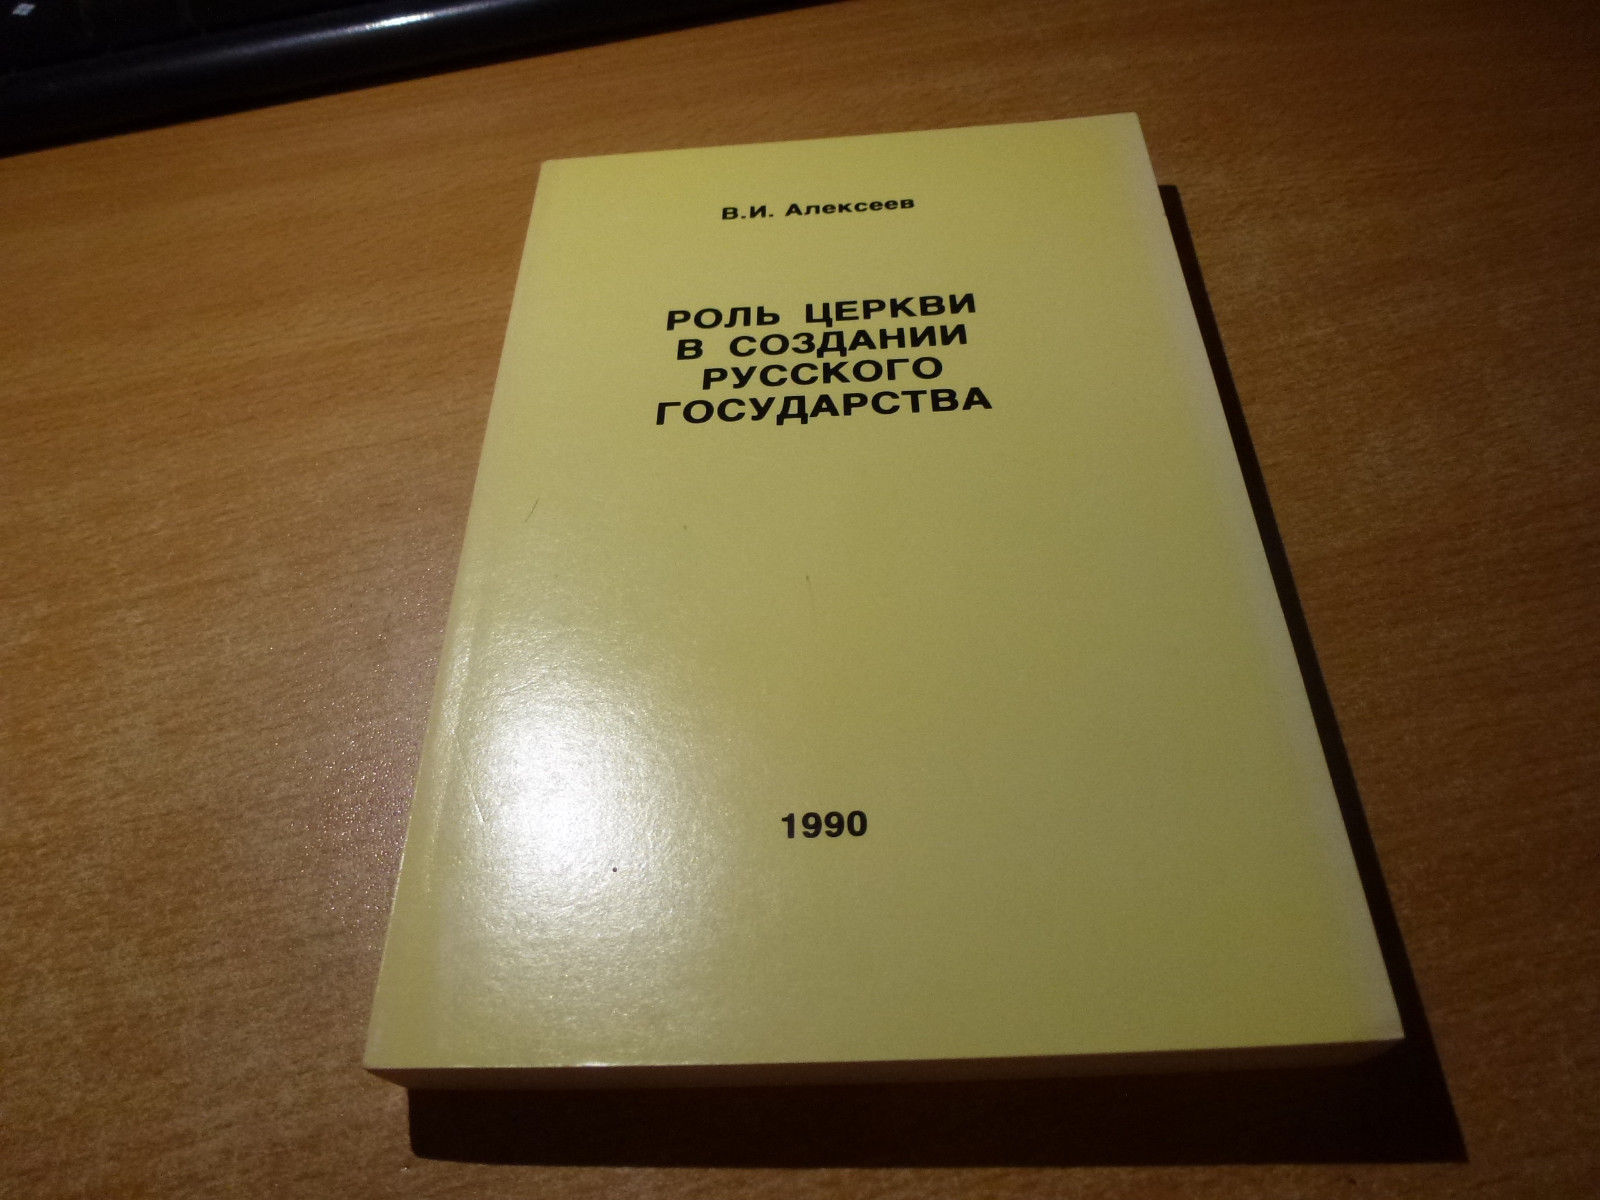 В.И. Алексеев
РОЛЬ ЦЕРКВИ
В СОЗДАНИИ
РУССКОГО
ГОСУДАРСТВА
1990